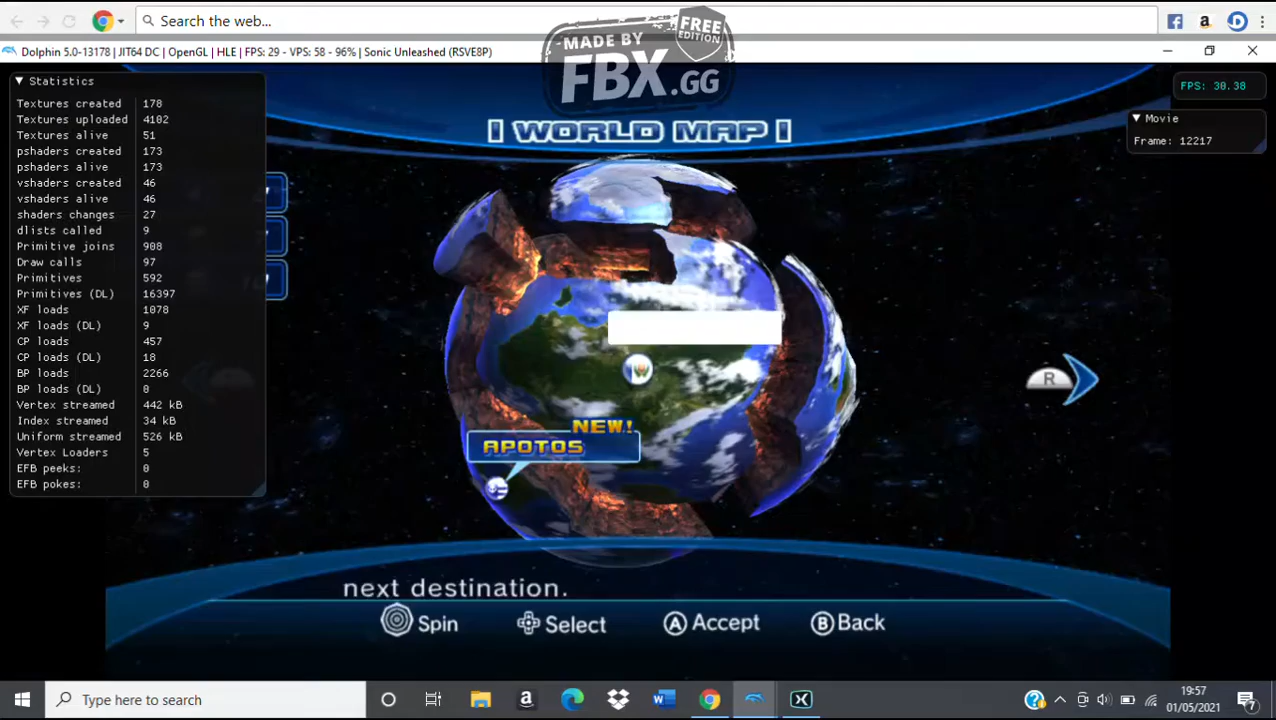 Search the web...
MADE BY FREE EDITION
FBX.GG
Dolphin 5.0-13178 | JIT64 DC | OpenGL | HLE | FPS: 29 - VPS: 58 - 96% | Sonic Unleashed (RSVE8P)
▼ Statistics
Textures created 178
Textures uploaded 4182
Textures alive 51
pshaders created 173
pshaders alive 173
vshaders created 46
vshaders alive 46
shaders changes 27
dlists called 9
Primitive joins 908
Draw calls 97
Primitives 592
Primitives (DL) 16397
XF loads 1078
XF loads (DL) 9
CP loads 457
CP loads (DL) 18
BP loads 2266
BP loads (DL) 0
Vertex streamed 442 kB
Index streamed 34 kB
Uniform streamed 526 kB
Vertex Loaders 5
EFB peeks: 0
EFB pokes: 0
FPS: 30.38
▼ Movie
Frame: 12217
WORLD MAP
R
NEW!
APOTOS
next destination.
Spin Select A Accept B Back
Type here to search
19:57
01/05/2021
7